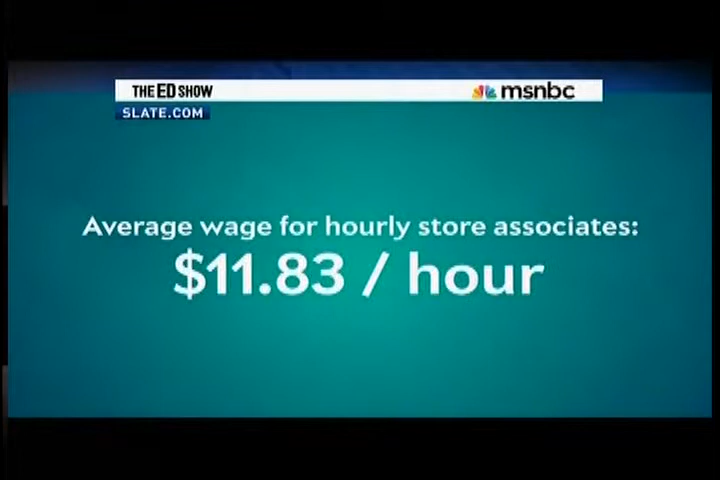 THE ED SHOW
msnbc
SLATE.COM
Average wage for hourly store associates:
$11.83 / hour